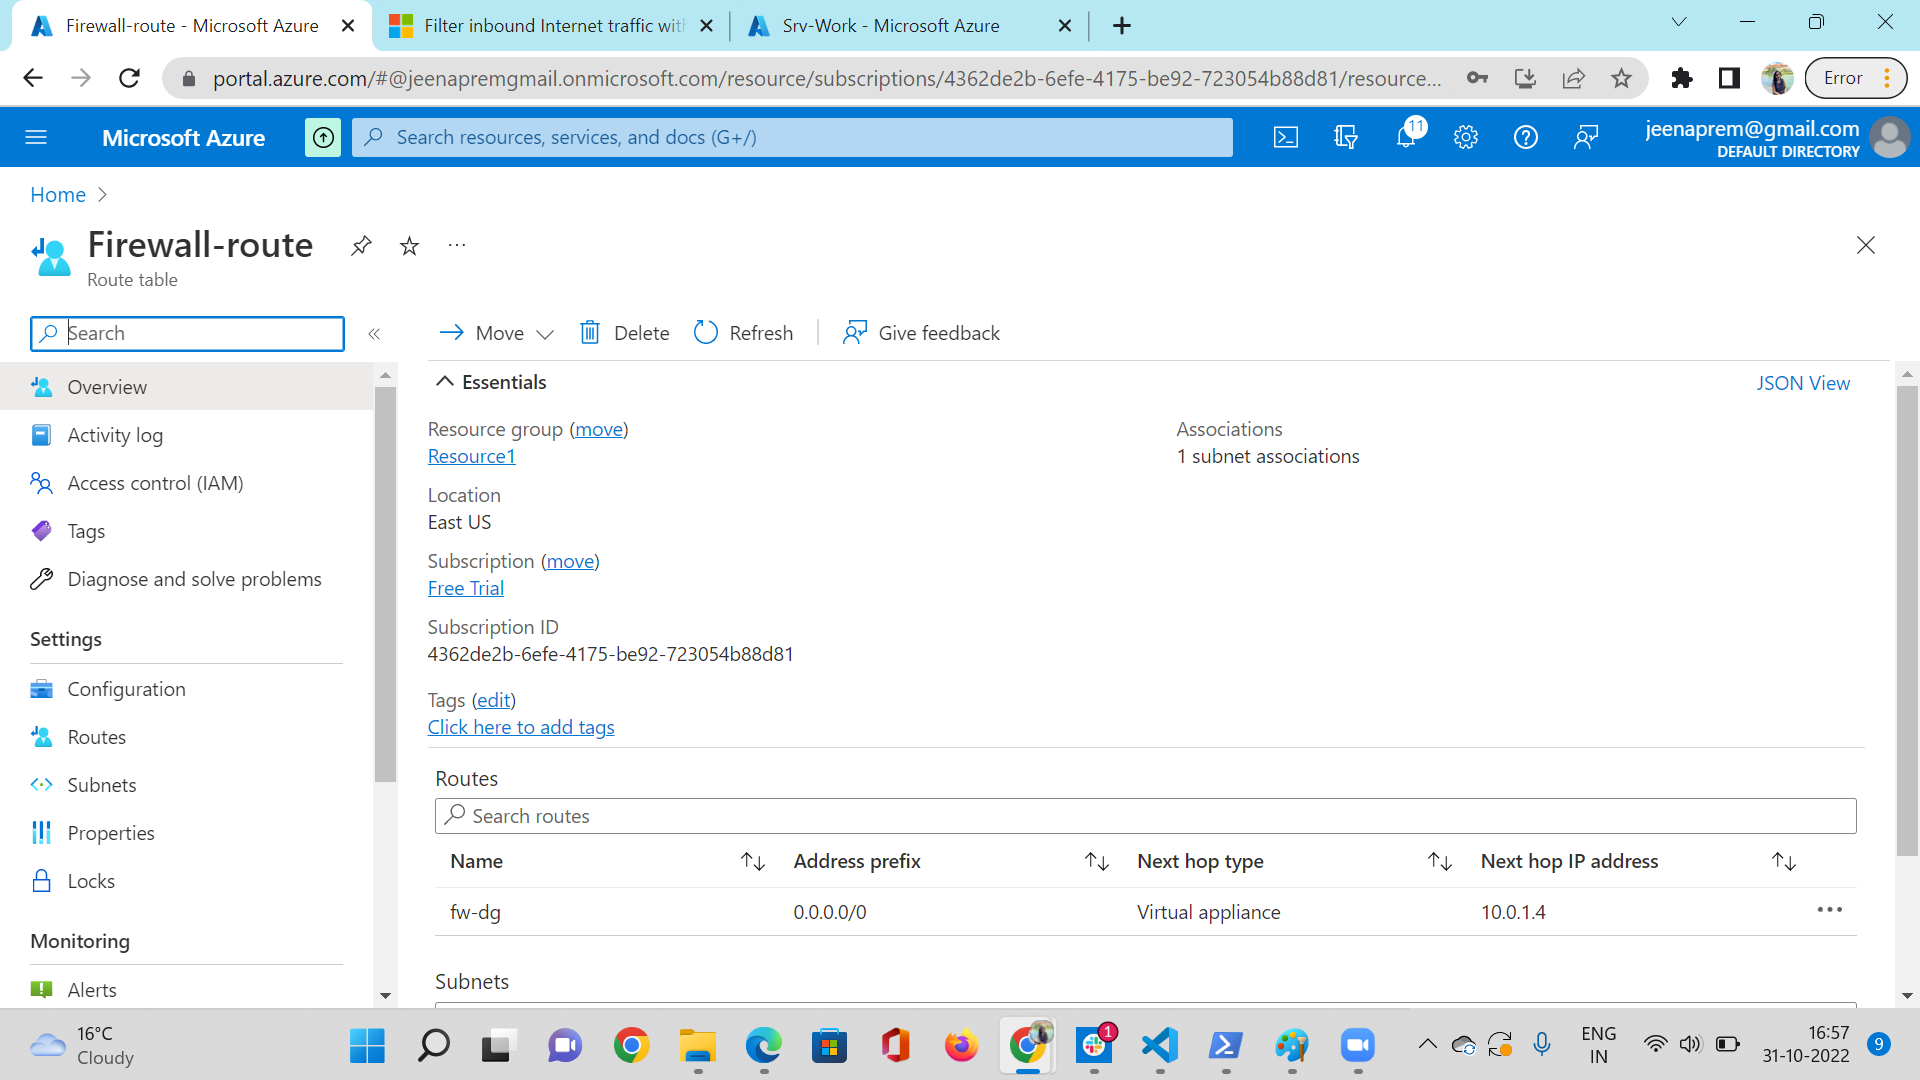 Firewall-route - Microsoft Azure
Filter inbound Internet traffic with
Srv-Work - Microsoft Azure
portal.azure.com/#@jeenapremgmail.onmicrosoft.com/resource/subscriptions/4362de2b-6efe-4175-be92-723054b88d81/resource...
Error
Microsoft Azure
Search resources, services, and docs (G+/)
11
jeenaprem@gmail.com
DEFAULT DIRECTORY
Home
Firewall-route
Route table
Search
Move
Delete
Refresh
Give feedback
Overview
Activity log
Access control (IAM)
Tags
Diagnose and solve problems
Settings
Configuration
Routes
Subnets
Properties
Locks
Monitoring
Alerts
Essentials
JSON View
Resource group (move)
Resource1
Location
East US
Subscription (move)
Free Trial
Subscription ID
4362de2b-6efe-4175-be92-723054b88d81
Tags (edit)
Click here to add tags
Associations
1 subnet associations
Routes
Search routes
Name Address prefix Next hop type Next hop IP address
fw-dg 0.0.0.0/0 Virtual appliance 10.0.1.4
Subnets
16°C
Cloudy
1
ENG
IN
16:57
31-10-2022
9